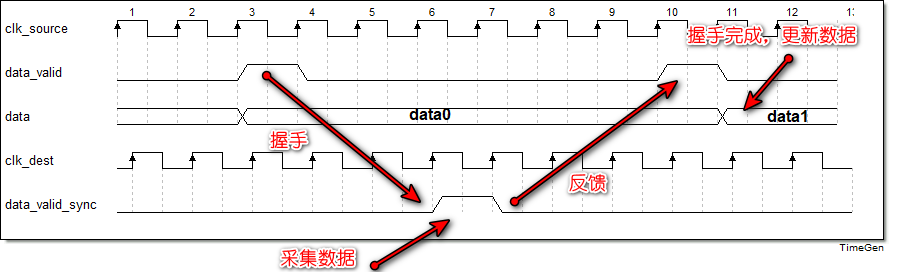 1 2 3 4 5 6 7 8 9 10 11 12
clk_source
握手完成，更新数据
data_valid
data data0 data1
握手
clk_dest
反馈
data_valid_sync
采集数据
TimeGen